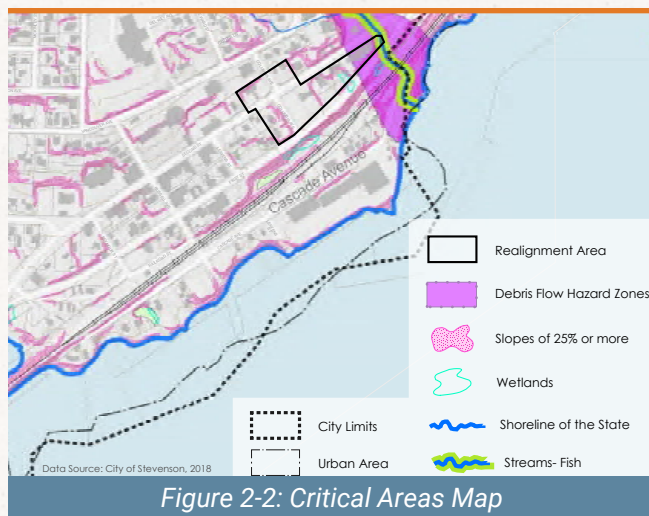 Cascade Avenue
Realignment Area
Debris Flow Hazard Zones
Slopes of 25% or more
Wetlands
City Limits
Shoreline of the State
Urban Area
Streams- Fish
Data Source: City of Stevenson, 2018
Figure 2-2: Critical Areas Map